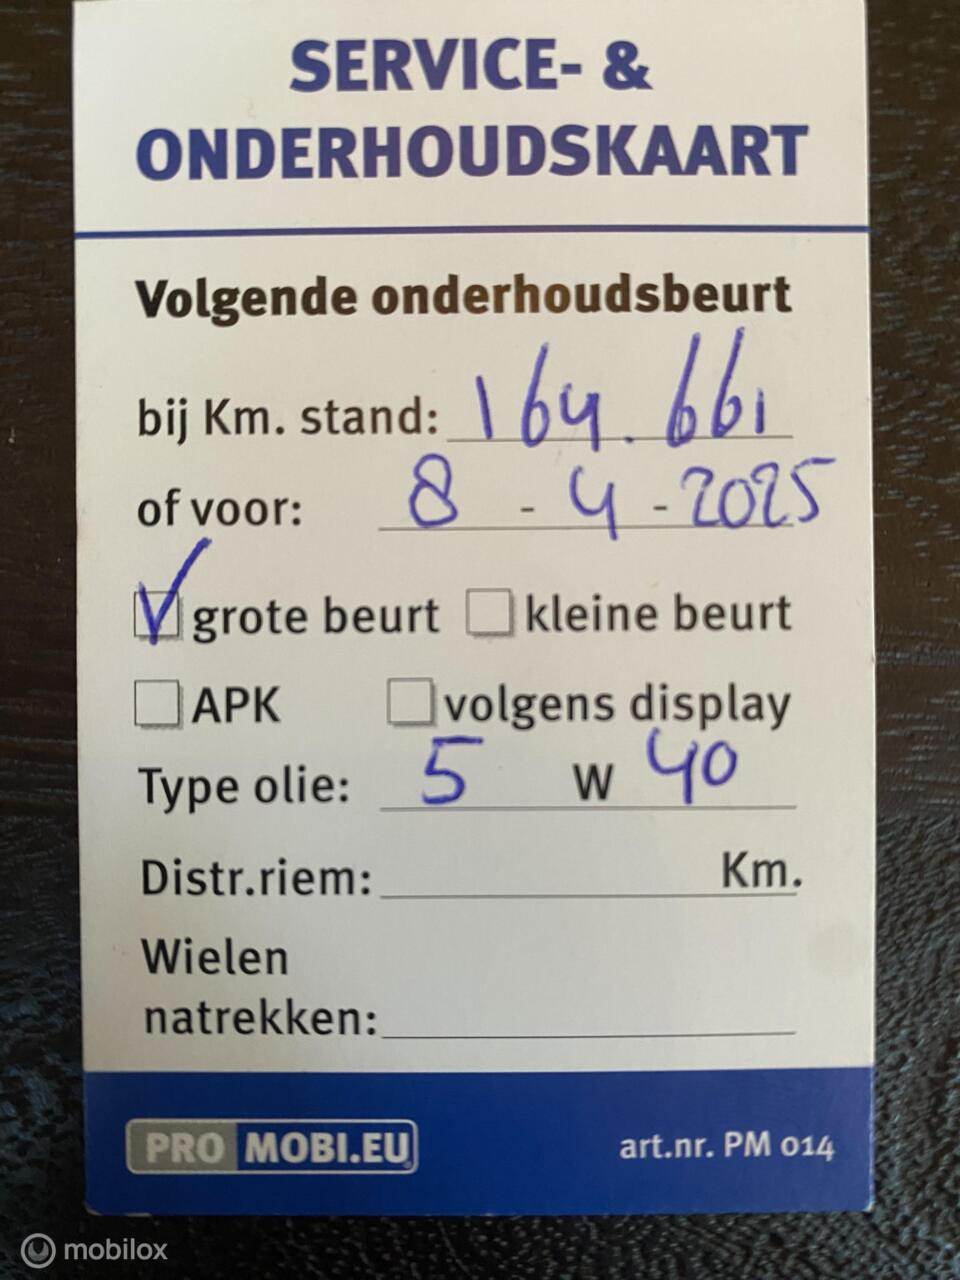 SERVICE- &
ONDERHOUDSKAART
Volgende onderhoudsbeurt
bij Km. stand: 164.661
of voor: 8 - 4 - 2025
grote beurt kleine beurt
APK volgens display
Type olie: 5 W 40
Distr.riem: Km.
Wielen
natrekken:
PRO MOBI.EU art.nr. PM 014
mobilox